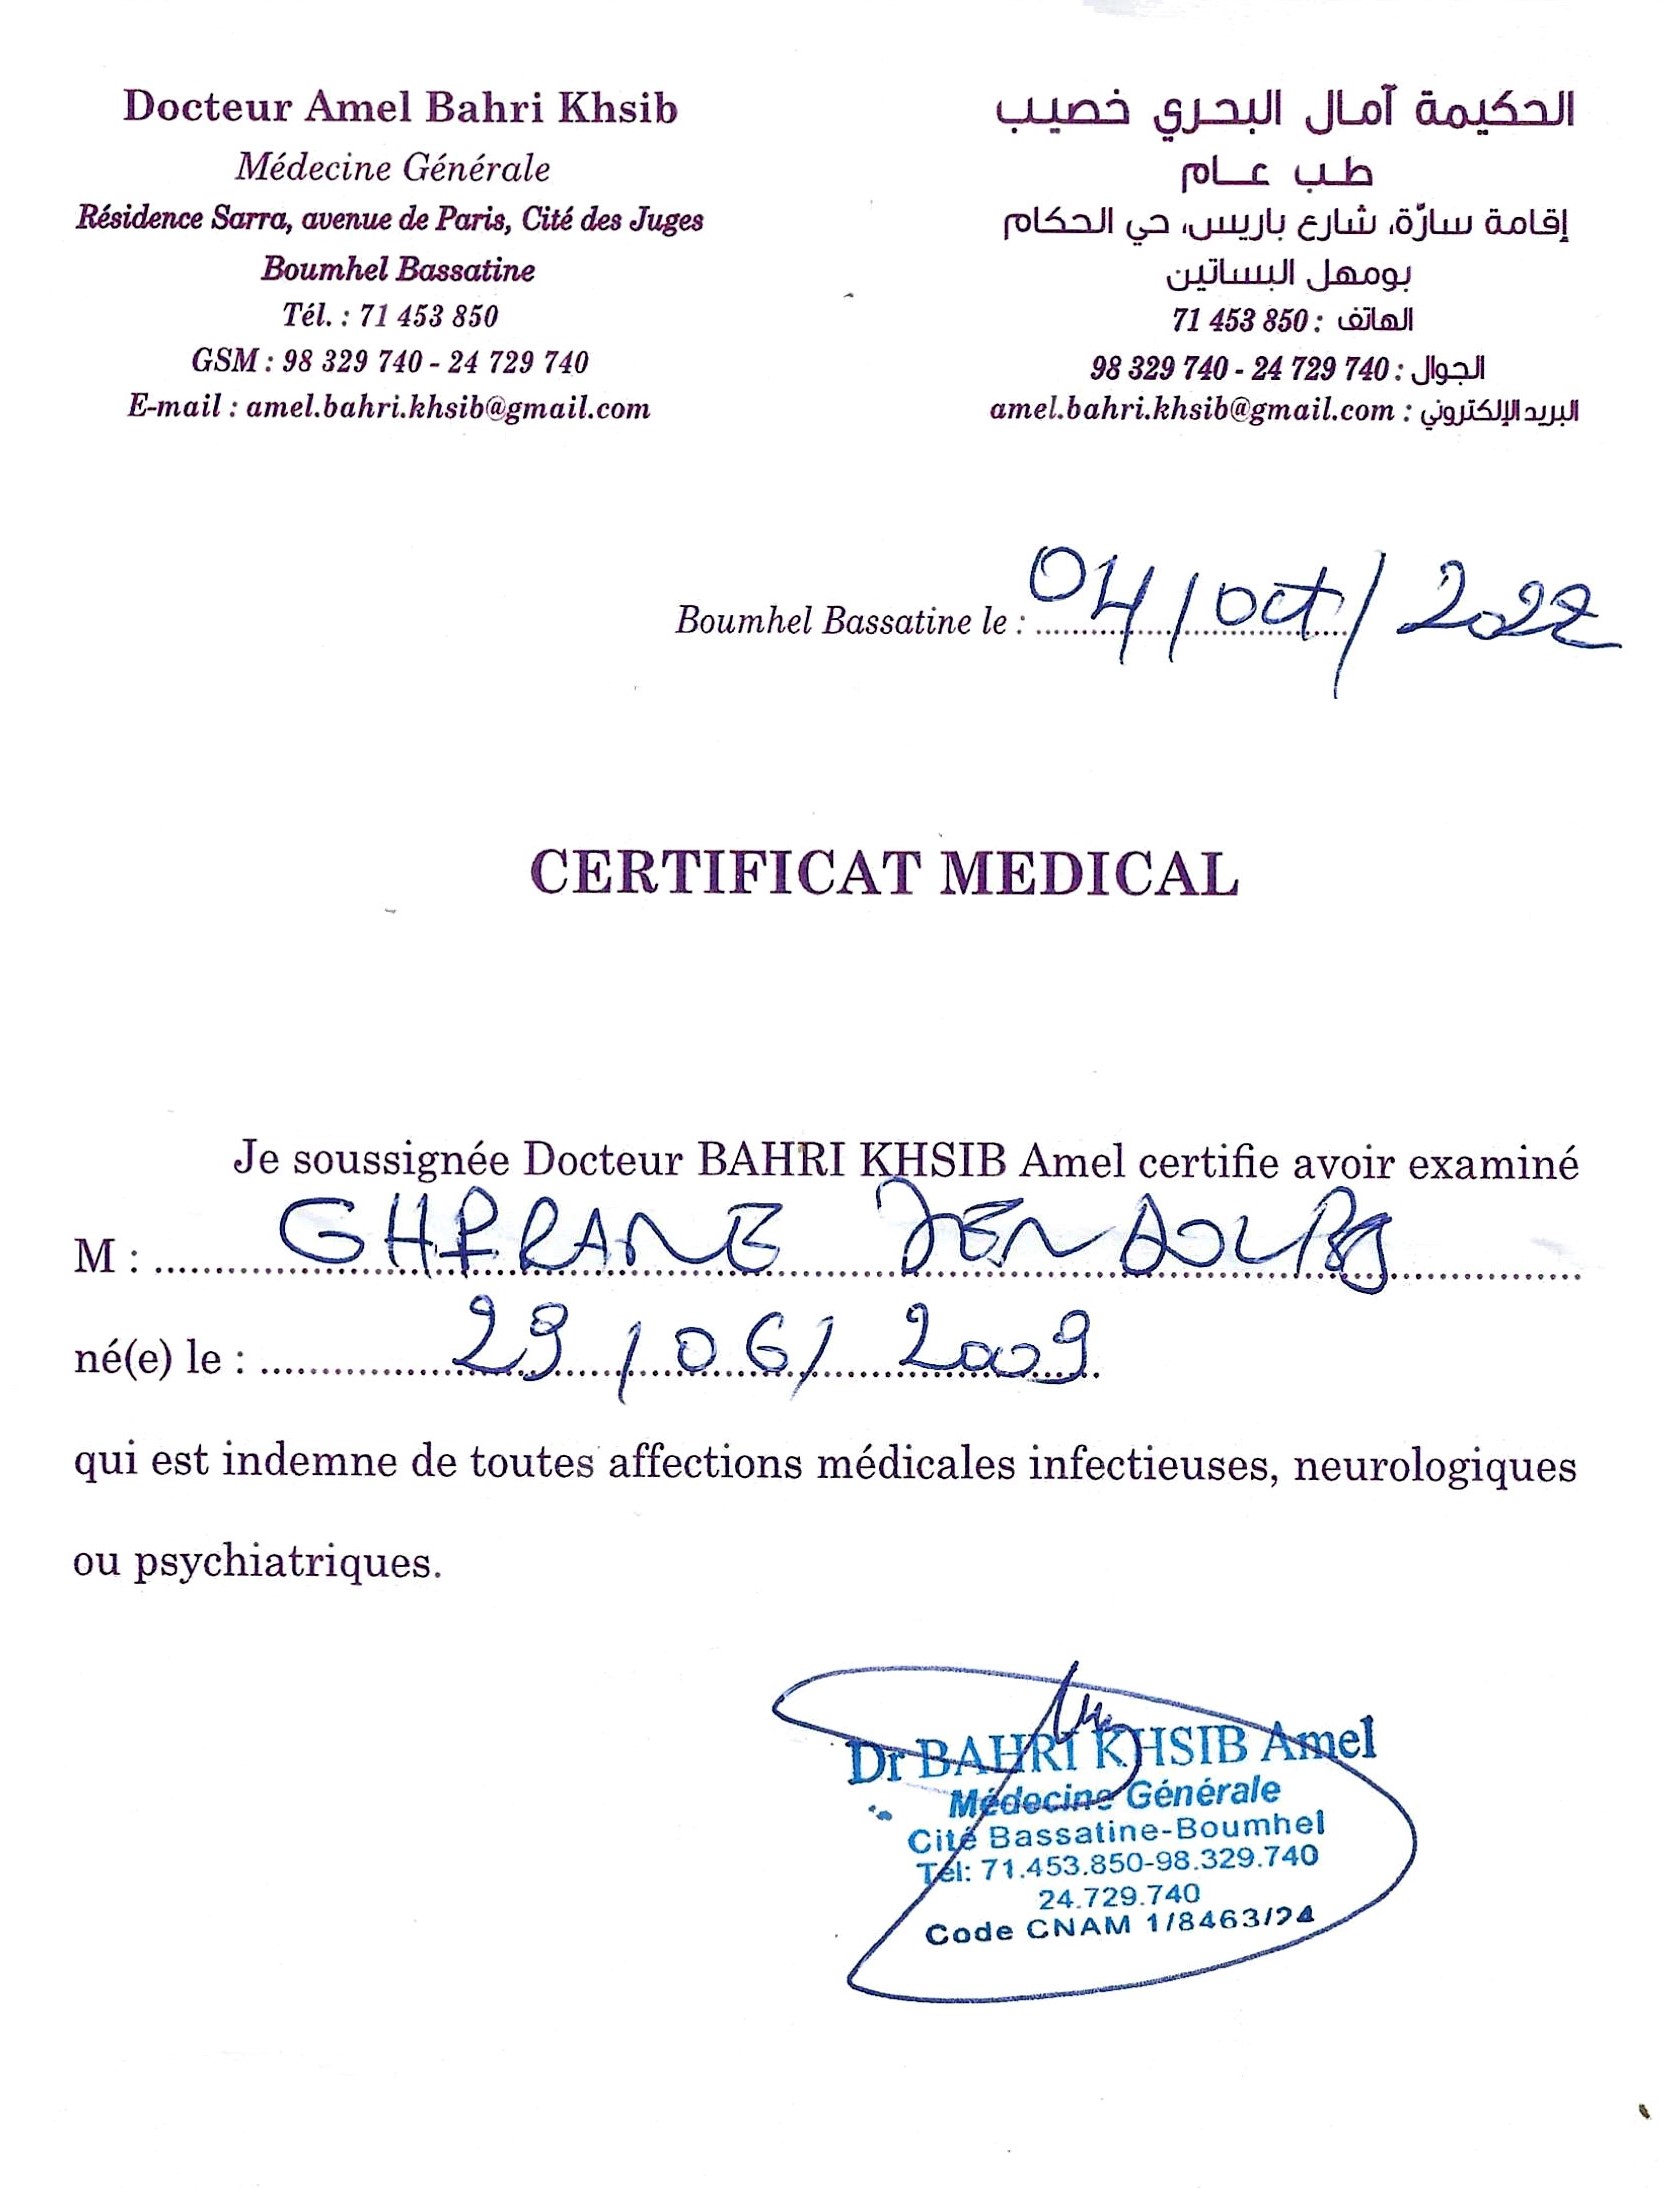 Docteur Amel Bahri Khsib
Médecine Générale
Résidence Sarra, avenue de Paris, Cité des Juges
Boumhel Bassatine
Tél. : 71 453 850
GSM : 98 329 740 - 24 729 740
E-mail : amel.bahri.khsib@gmail.com
الحكيمة آمال البحري خصيب
طب عام
إقامة سارّة، شارع باريس، حي الحكام
بومهل البساتين
الهاتف : 71 453 850
الجوال : 98 329 740 - 24 729 740
البريد الإلكتروني : amel.bahri.khsib@gmail.com
Boumhel Bassatine le : 04/oct/2022
CERTIFICAT MEDICAL
Je soussignée Docteur BAHRI KHSIB Amel certifie avoir examiné
M :
né(e) le : 29/06/2009
qui est indemne de toutes affections médicales infectieuses, neurologiques
ou psychiatriques.
Dr BAHRI KHSIB Amel
Médecine Générale
Cité Bassatine-Boumhel
Tél: 71.453.850-98.329.740
24.729.740
Code CNAM 1/8463/24